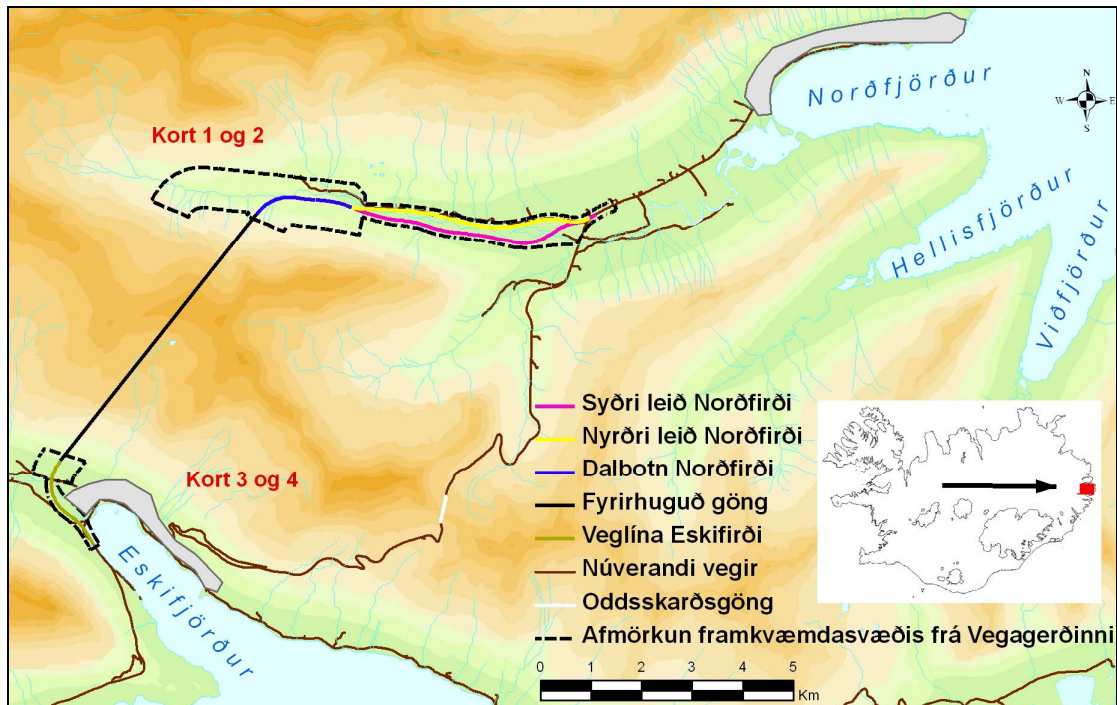 Norðfjörður
N
W
E
S
Kort 1 og 2
Hellisfjörður
Viðfjörður
Kort 3 og 4
Eskifjörður
Syðri leið Norðfirði
Nyrðri leið Norðfirði
Dalbotn Norðfirði
Fyrirhuguð göng
Veglína Eskifirði
Núverandi vegir
Oddsskarðsgöng
Afmörkun framkvæmdasvæðis frá Vegagerðinni
0 1 2 3 4 5
Km